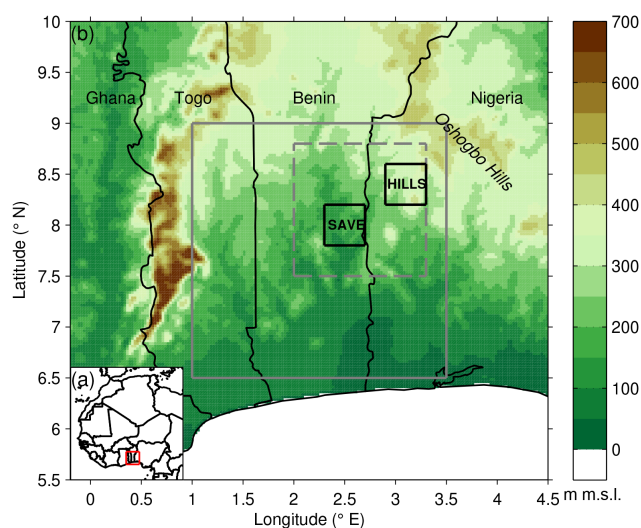 (b)
Ghana
Togo
Benin
Nigeria
Oshogbo Hills
HILLS
SAVE
(a)
10
9.5
9
8.5
8
7.5
7
6.5
6
5.5
Latitude (° N)
0 0.5 1 1.5 2 2.5 3 3.5 4 4.5
Longitude (° E)
700
600
500
400
300
200
100
0
m m.s.l.